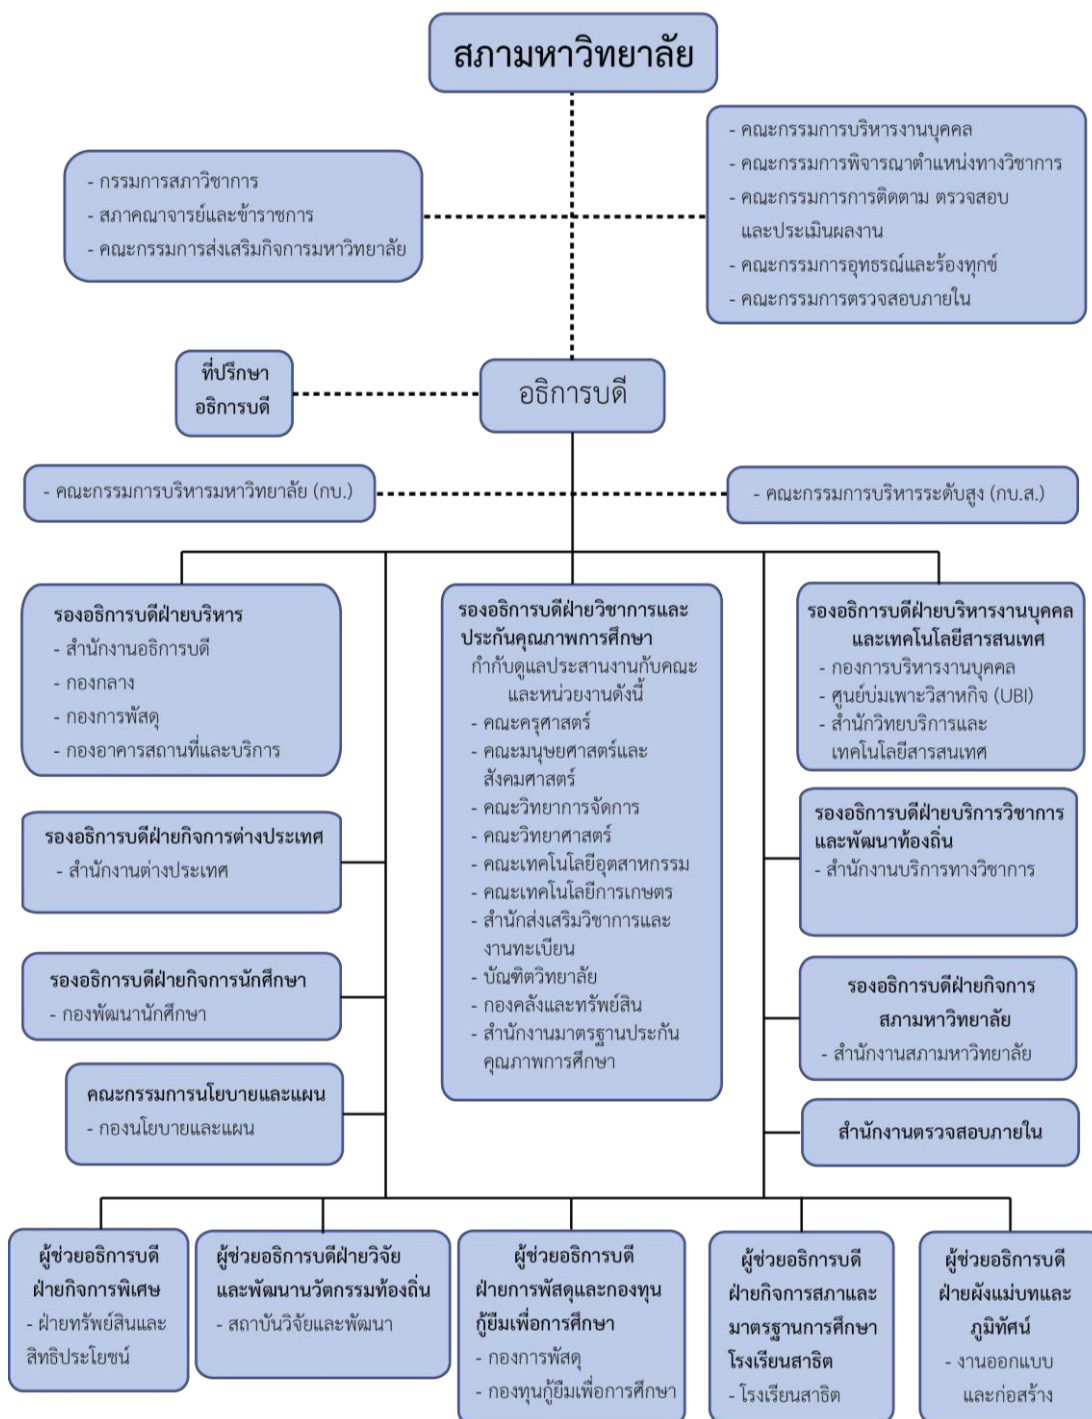 สภามหาวิทยาลัย
- กรรมการสภาวิชาการ
- สภาคณาจารย์และข้าราชการ
- คณะกรรมการส่งเสริมกิจการมหาวิทยาลัย
- คณะกรรมการบริหารงานบุคคล
- คณะกรรมการพิจารณาตำแหน่งทางวิชาการ
- คณะกรรมการการติดตาม ตรวจสอบ
และประเมินผลงาน
- คณะกรรมการอุทธรณ์และร้องทุกข์
- คณะกรรมการตรวจสอบภายใน
ที่ปรึกษา
อธิการบดี
อธิการบดี
- คณะกรรมการบริหารมหาวิทยาลัย (กบ.)
- คณะกรรมการบริหารระดับสูง (กบ.ส.)
รองอธิการบดีฝ่ายบริหาร
- สำนักงานอธิการบดี
- กองกลาง
- กองการพัสดุ
- กองอาคารสถานที่และบริการ
รองอธิการบดีฝ่ายกิจการต่างประเทศ
- สำนักงานต่างประเทศ
รองอธิการบดีฝ่ายกิจการนักศึกษา
- กองพัฒนานักศึกษา
คณะกรรมการนโยบายและแผน
- กองนโยบายและแผน
รองอธิการบดีฝ่ายวิชาการและ
ประกันคุณภาพการศึกษา
กำกับดูแลประสานงานกับคณะ
และหน่วยงานดังนี้
- คณะครุศาสตร์
- คณะมนุษยศาสตร์และ
สังคมศาสตร์
- คณะวิทยาการจัดการ
- คณะวิทยาศาสตร์
- คณะเทคโนโลยีอุตสาหกรรม
- คณะเทคโนโลยีการเกษตร
- สำนักส่งเสริมวิชาการและ
งานทะเบียน
- บัณฑิตวิทยาลัย
- กองคลังและทรัพย์สิน
- สำนักงานมาตรฐานประกัน
คุณภาพการศึกษา
รองอธิการบดีฝ่ายบริหารงานบุคคล
และเทคโนโลยีสารสนเทศ
- กองการบริหารงานบุคคล
- ศูนย์บ่มเพาะวิสาหกิจ (UBI)
- สำนักวิทยบริการและ
เทคโนโลยีสารสนเทศ
รองอธิการบดีฝ่ายบริการวิชาการ
และพัฒนาท้องถิ่น
- สำนักงานบริการทางวิชาการ
รองอธิการบดีฝ่ายกิจการ
สภามหาวิทยาลัย
- สำนักงานสภามหาวิทยาลัย
สำนักงานตรวจสอบภายใน
ผู้ช่วยอธิการบดี
ฝ่ายกิจการพิเศษ
- ฝ่ายทรัพย์สินและ
สิทธิประโยชน์
ผู้ช่วยอธิการบดีฝ่ายวิจัย
และพัฒนานวัตกรรมท้องถิ่น
- สถาบันวิจัยและพัฒนา
ผู้ช่วยอธิการบดี
ฝ่ายการพัสดุและกองทุน
กู้ยืมเพื่อการศึกษา
- กองการพัสดุ
- กองทุนกู้ยืมเพื่อการศึกษา
ผู้ช่วยอธิการบดี
ฝ่ายกิจการสภาและ
มาตรฐานการศึกษา
โรงเรียนสาธิต
- โรงเรียนสาธิต
ผู้ช่วยอธิการบดี
ฝ่ายผังแม่บทและ
ภูมิทัศน์
- งานออกแบบ
และก่อสร้าง